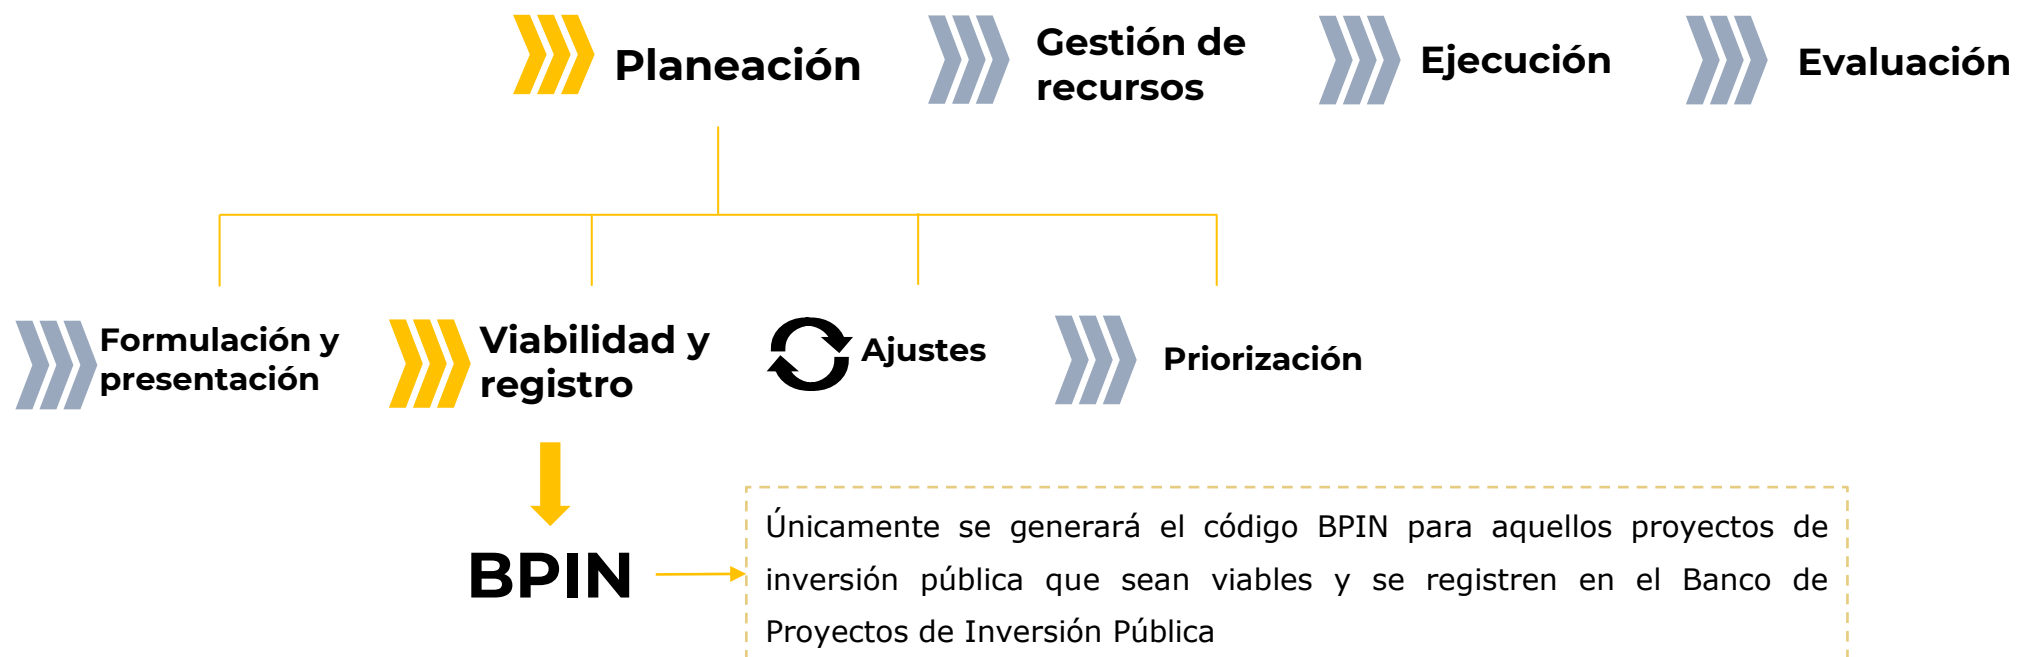 Planeación
Gestión de
recursos
Ejecución
Evaluación
Formulación y
presentación
Viabilidad y
registro
Ajustes
Priorización
BPIN
Únicamente se generará el código BPIN para aquellos proyectos de
inversión pública que sean viables y se registren en el Banco de
Proyectos de Inversión Pública